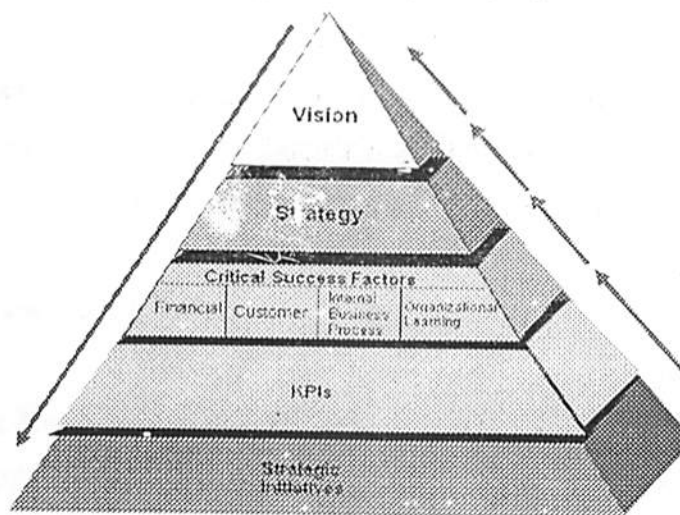 Vision
Strategy
Critical Success Factors
Financial
Customer
Internal
Business
Process
Organizational
Learning
KPIs
Strategic
Initiatives